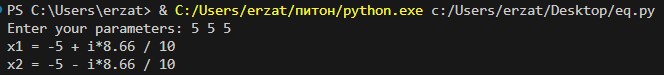 PS C:\Users\erzat> & C:/Users/erzat/питон/python.exe c:/Users/erzat/Desktop/eq.py
Enter your parameters: 5 5 5
x1 = -5 + i*8.66 / 10
x2 = -5 - i*8.66 / 10